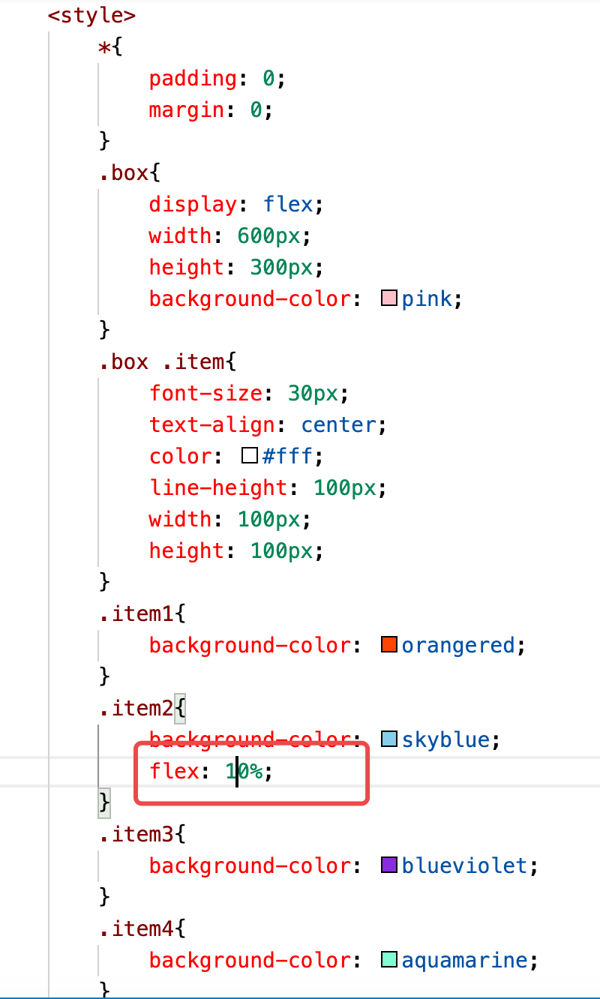 <style>
*{
padding: 0;
margin: 0;
}
.box{
display: flex;
width: 600px;
height: 300px;
background-color: pink;
}
.box .item{
font-size: 30px;
text-align: center;
color: #fff;
line-height: 100px;
width: 100px;
height: 100px;
}
.item1{
background-color: orangered;
}
.item2{
background-color: skyblue;
flex: 10%;
}
.item3{
background-color: blueviolet;
}
.item4{
background-color: aquamarine;
}